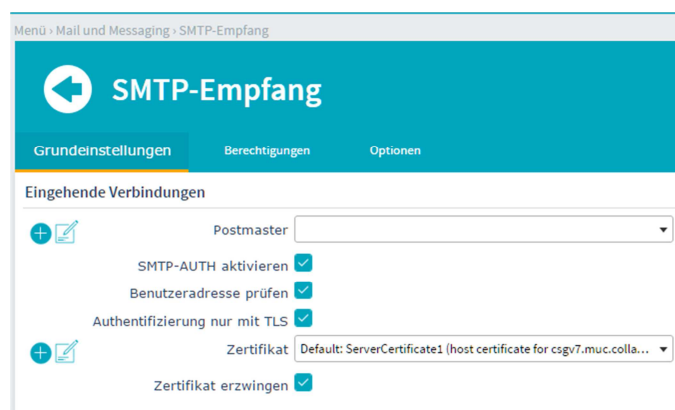 Menü › Mail und Messaging › SMTP-Empfang
SMTP-Empfang
Grundeinstellungen Berechtigungen Optionen
Eingehende Verbindungen
Postmaster
SMTP-AUTH aktivieren
Benutzeradresse prüfen
Authentifizierung nur mit TLS
Zertifikat Default: ServerCertificate1 (host certificate for csgv7.muc.colla...
Zertifikat erzwingen